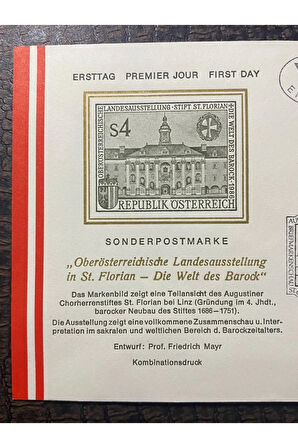 ERSTTAG PREMIER JOUR FIRST DAY
OBERÖSTERREICHISCHE LANDESAUSSTELLUNG · STIFT ST. FLORIAN · DIE WELT DES BAROCK · 1986
S4
REPUBLIK ÖSTERREICH
SONDERPOSTMARKE
„Oberösterreichische Landesausstellung
in St. Florian — Die Welt des Barock“
Das Markenbild zeigt eine Teilansicht des Augustiner
Chorherrenstiftes St. Florian bei Linz (Gründung im 4. Jhdt.,
barocker Neubau des Stiftes 1686 – 1751).
Die Ausstellung zeigt eine vollkommene Zusammenschau u. Inter-
pretation im sakralen und weltlichen Bereich d. Barockzeitalters.
Entwurf: Prof. Friedrich Mayr
Kombinationsdruck